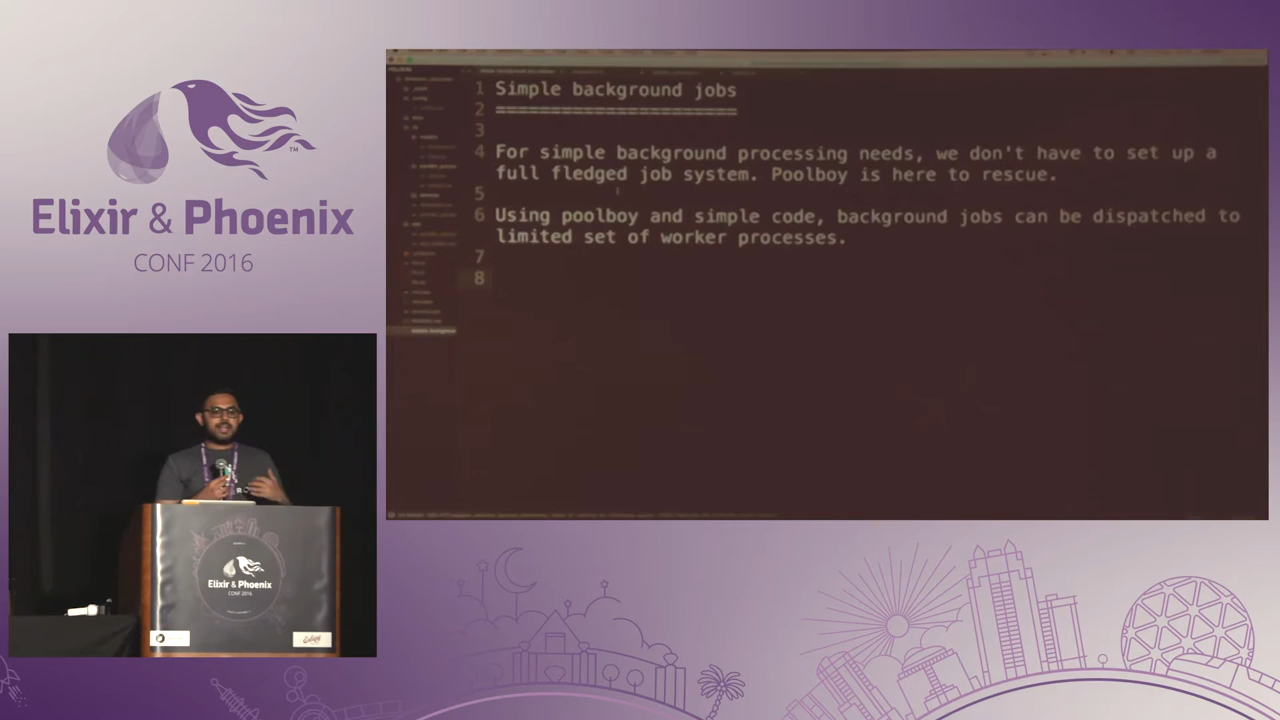 Elixir & Phoenix
TM
CONF 2016
1 Simple background jobs
2 ======================
3
4 For simple background processing needs, we don't have to set up a
full fledged job system. Poolboy is here to rescue.
5
6 Using poolboy and simple code, background jobs can be dispatched to
limited set of worker processes.
7
8
Elixir & Phoenix
CONF 2016